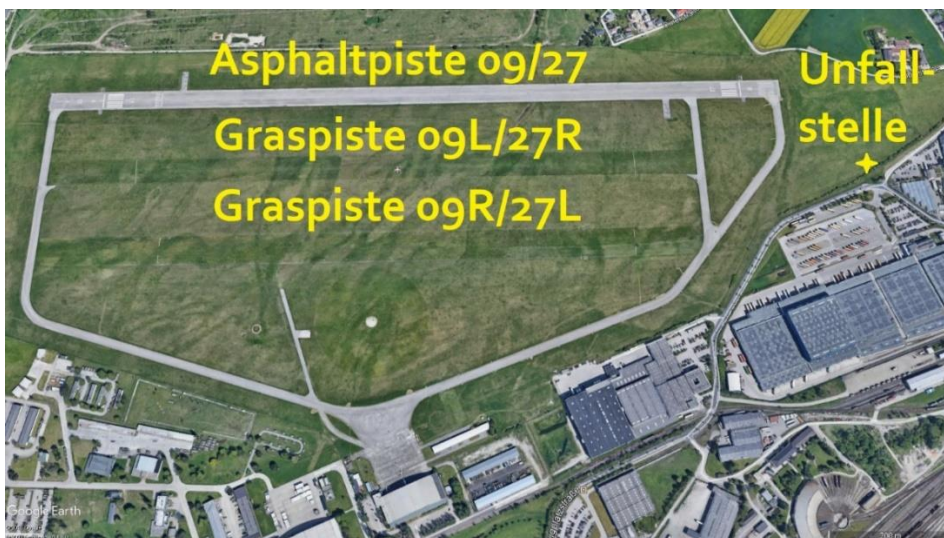 Asphaltpiste 09/27
Unfall-
stelle
Graspiste 09L/27R
Graspiste 09R/27L
Google Earth